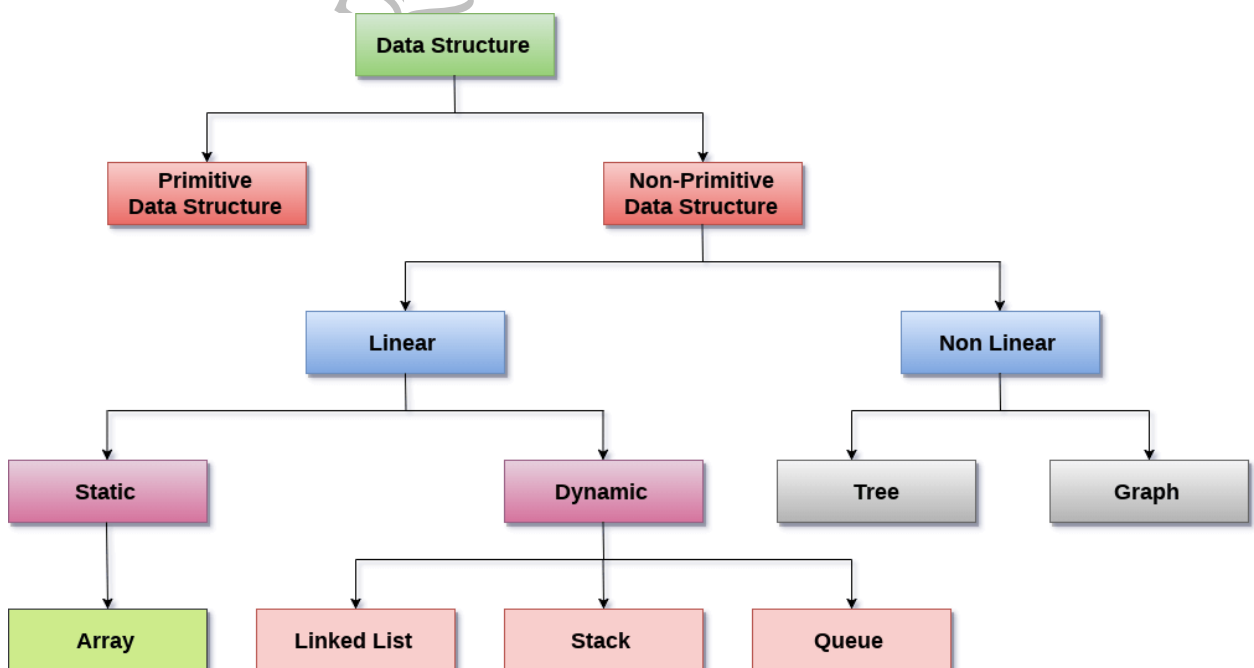 Data Structure
Primitive
Data Structure
Non-Primitive
Data Structure
Linear
Non Linear
Static
Dynamic
Tree
Graph
Array
Linked List
Stack
Queue